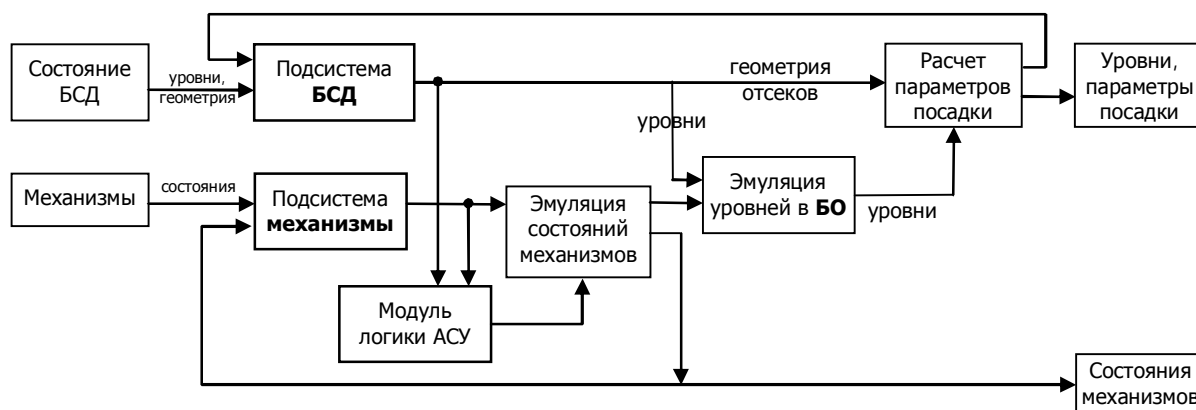 Состояние
БСД
уровни,
геометрия
Подсистема
БСД
геометрия
отсеков
уровни
Расчет
параметров
посадки
Уровни,
параметры
посадки
Механизмы
состояния
Подсистема
механизмы
Эмуляция
состояний
механизмов
Эмуляция
уровней в БО
уровни
Модуль
логики АСУ
Состояния
механизмов